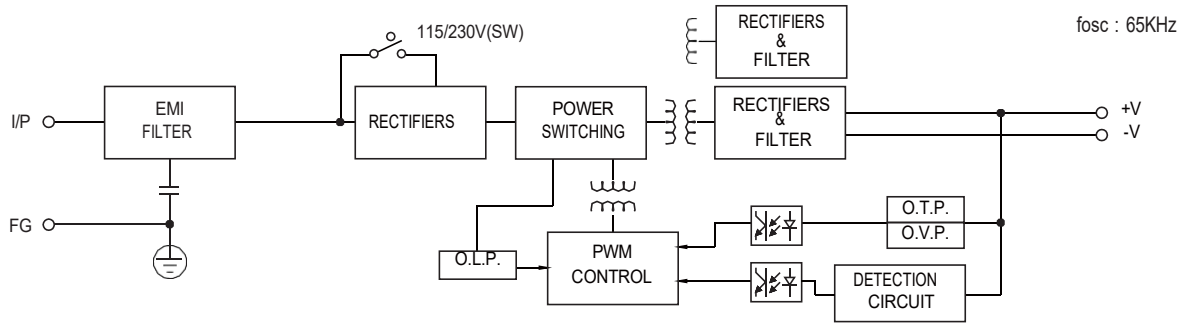 115/230V(SW)
RECTIFIERS
&
FILTER
fosc : 65KHz
I/P
EMI
FILTER
RECTIFIERS
POWER
SWITCHING
RECTIFIERS
&
FILTER
+V
-V
FG
O.L.P.
PWM
CONTROL
O.T.P.
O.V.P.
DETECTION
CIRCUIT